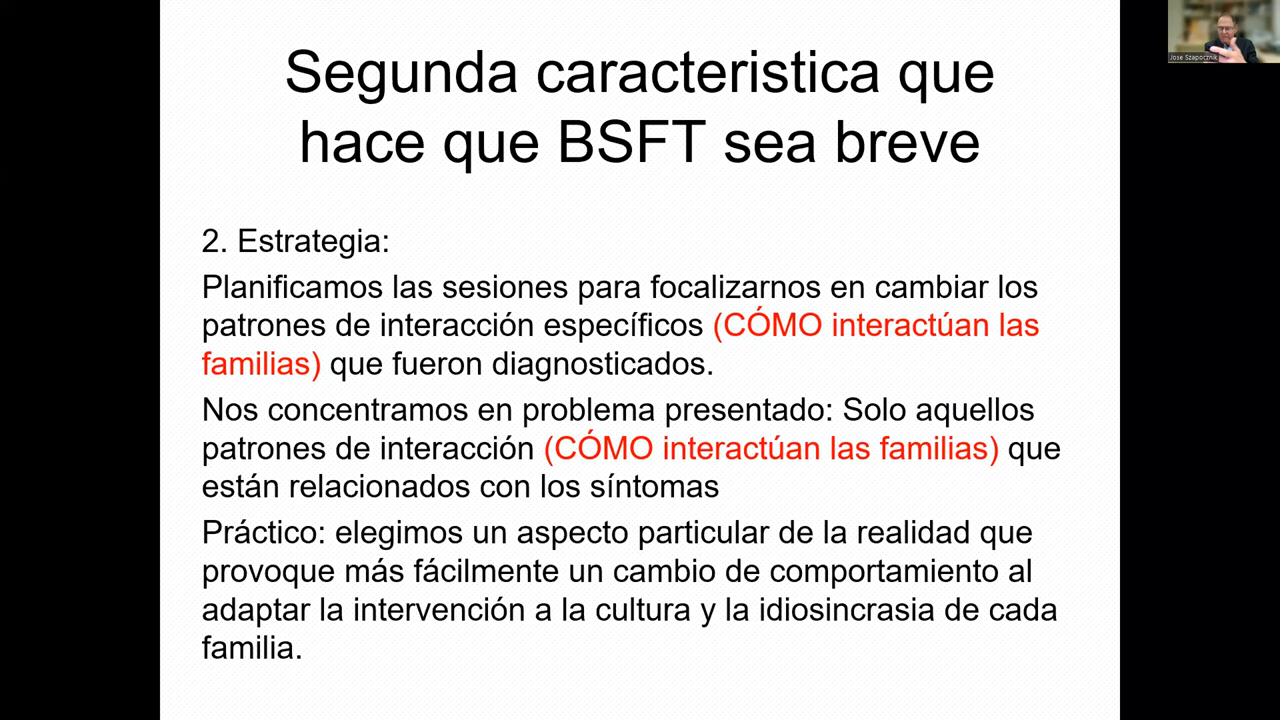 Segunda caracteristica que
hace que BSFT sea breve
2. Estrategia:
Planificamos las sesiones para focalizarnos en cambiar los
patrones de interacción específicos (CÓMO interactúan las
familias) que fueron diagnosticados.
Nos concentramos en problema presentado: Solo aquellos
patrones de interacción (CÓMO interactúan las familias) que
están relacionados con los síntomas
Práctico: elegimos un aspecto particular de la realidad que
provoque más fácilmente un cambio de comportamiento al
adaptar la intervención a la cultura y la idiosincrasia de cada
familia.
Jose Szapocznik